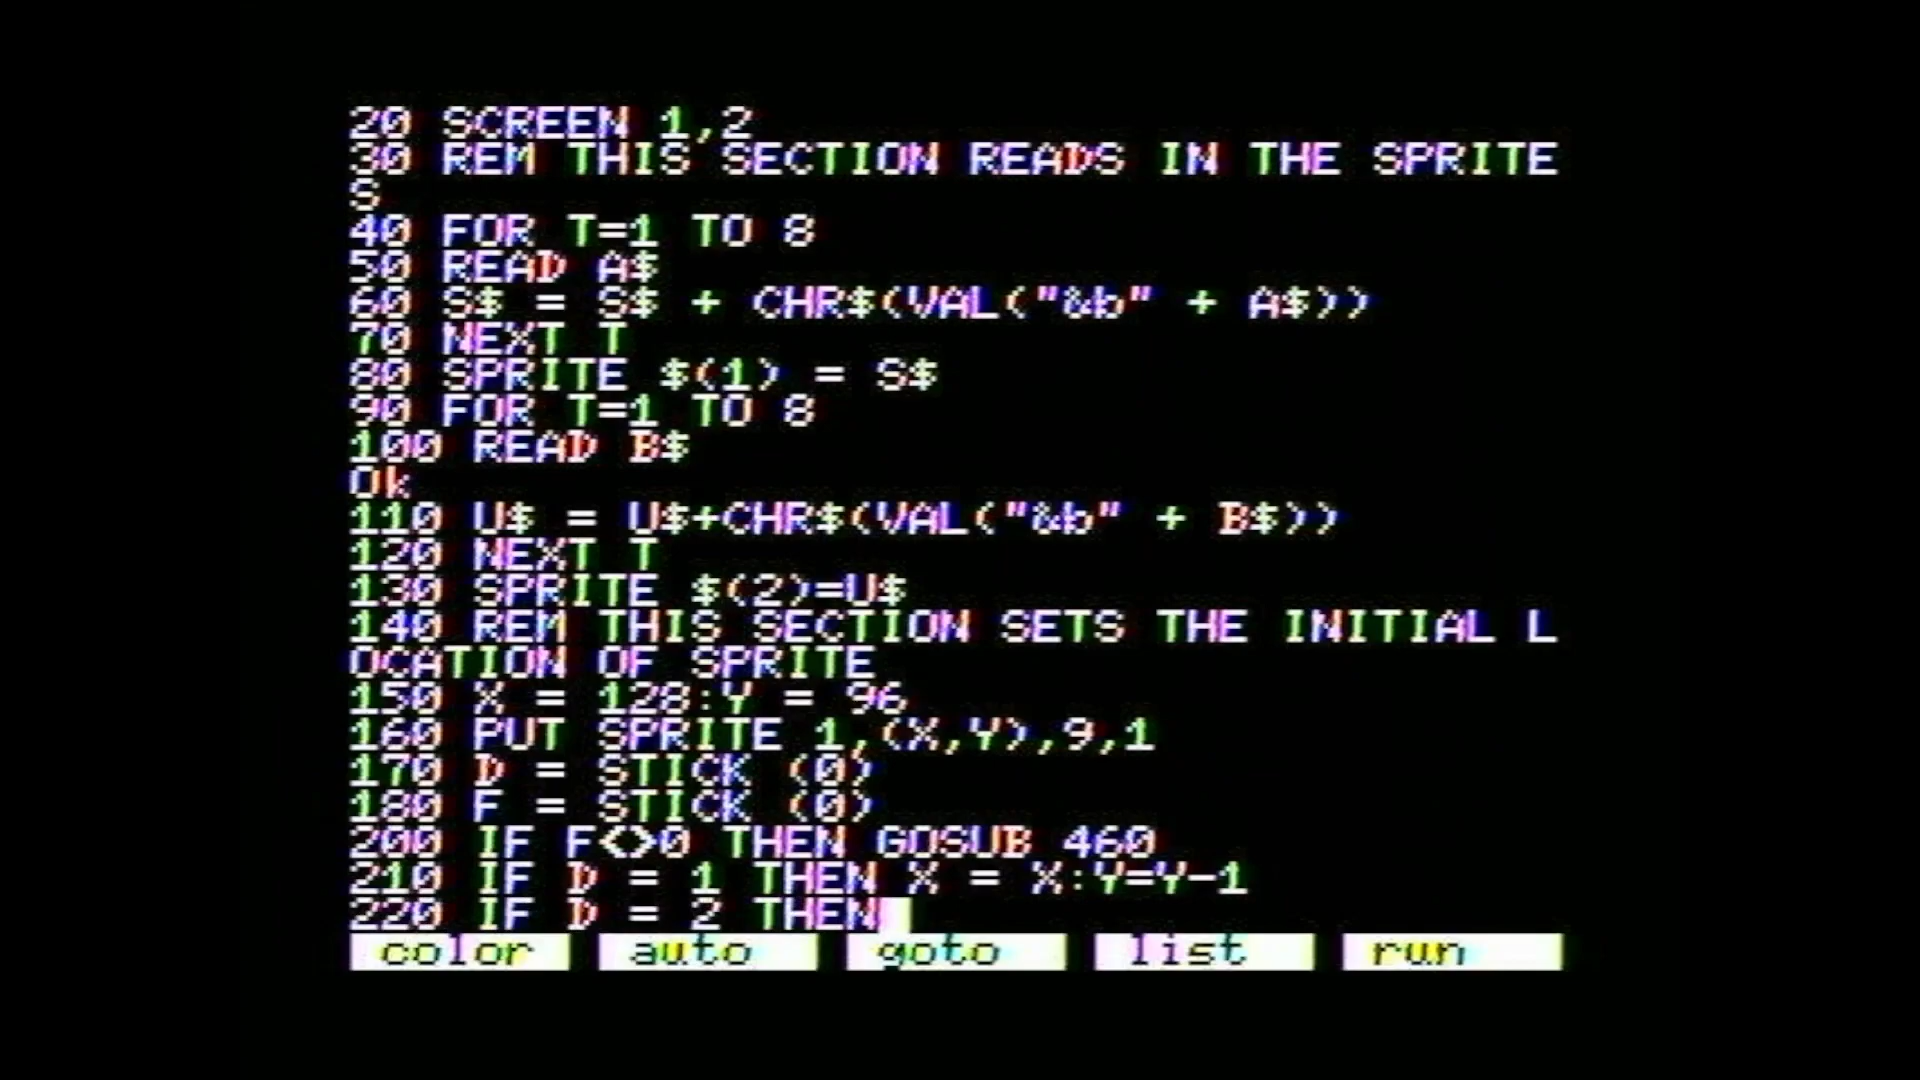 20 SCREEN 1,2
30 REM THIS SECTION READS IN THE SPRITE
S
40 FOR T=1 TO 8
50 READ A$
60 S$ = S$ + CHR$(VAL("&b" + A$))
70 NEXT T
80 SPRITE $(1) = S$
90 FOR T=1 TO 8
100 READ B$
Ok
110 U$ = U$+CHR$(VAL("&b" + B$))
120 NEXT T
130 SPRITE $(2)=U$
140 REM THIS SECTION SETS THE INITIAL L
OCATION OF SPRITE
150 X = 128:Y = 96
160 PUT SPRITE 1,(X,Y),9,1
170 D = STICK (0)
180 F = STICK (0)
200 IF F<>0 THEN GOSUB 460
210 IF D = 1 THEN X = X:Y=Y-1
220 IF D = 2 THEN
color auto goto list run